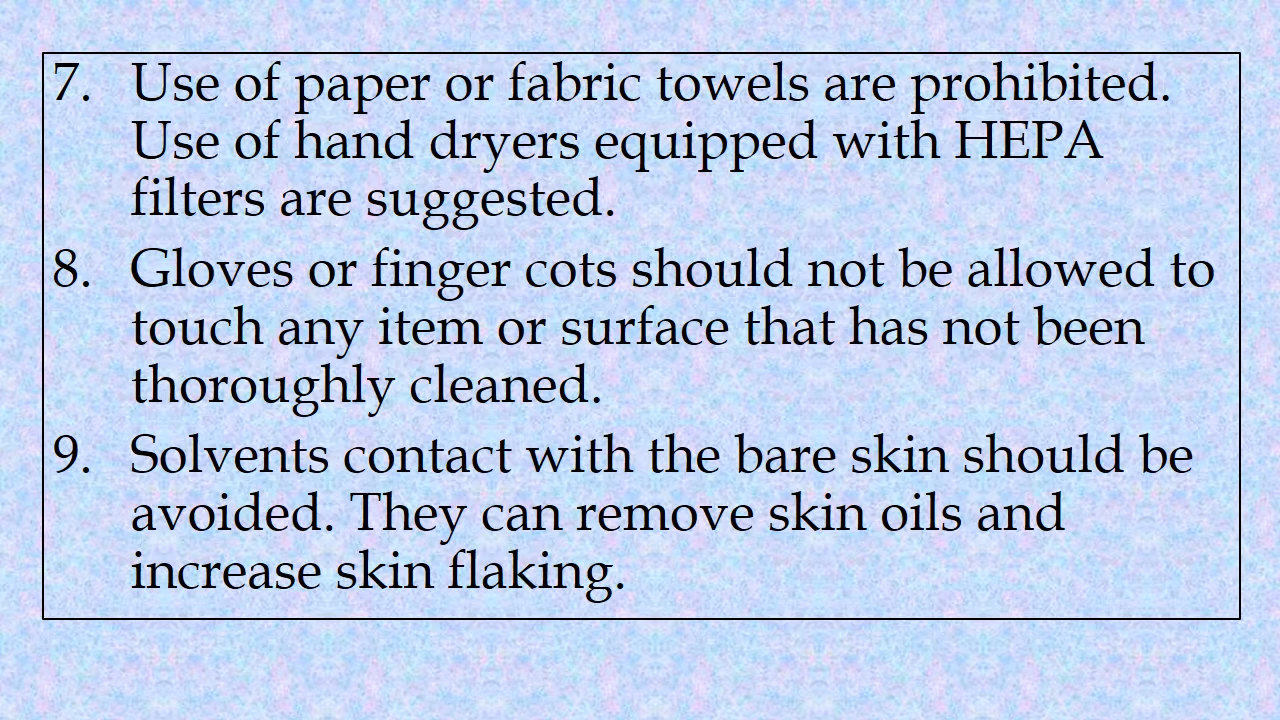 7. Use of paper or fabric towels are prohibited.
Use of hand dryers equipped with HEPA
filters are suggested.
8. Gloves or finger cots should not be allowed to
touch any item or surface that has not been
thoroughly cleaned.
9. Solvents contact with the bare skin should be
avoided. They can remove skin oils and
increase skin flaking.